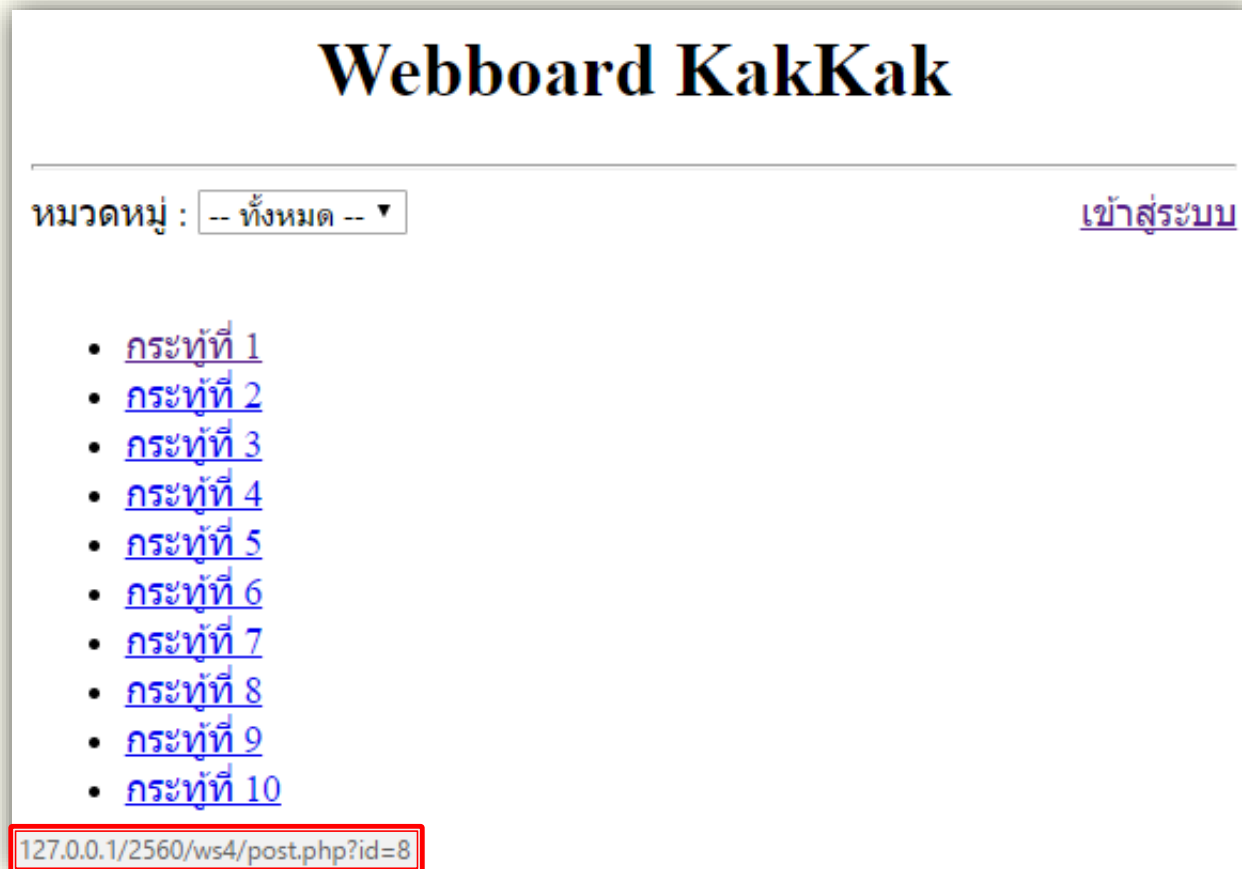 Webboard KakKak
หมวดหมู่ : -- ทั้งหมด -- เข้าสู่ระบบ
กระทู้ที่ 1
กระทู้ที่ 2
กระทู้ที่ 3
กระทู้ที่ 4
กระทู้ที่ 5
กระทู้ที่ 6
กระทู้ที่ 7
กระทู้ที่ 8
กระทู้ที่ 9
กระทู้ที่ 10
127.0.0.1/2560/ws4/post.php?id=8